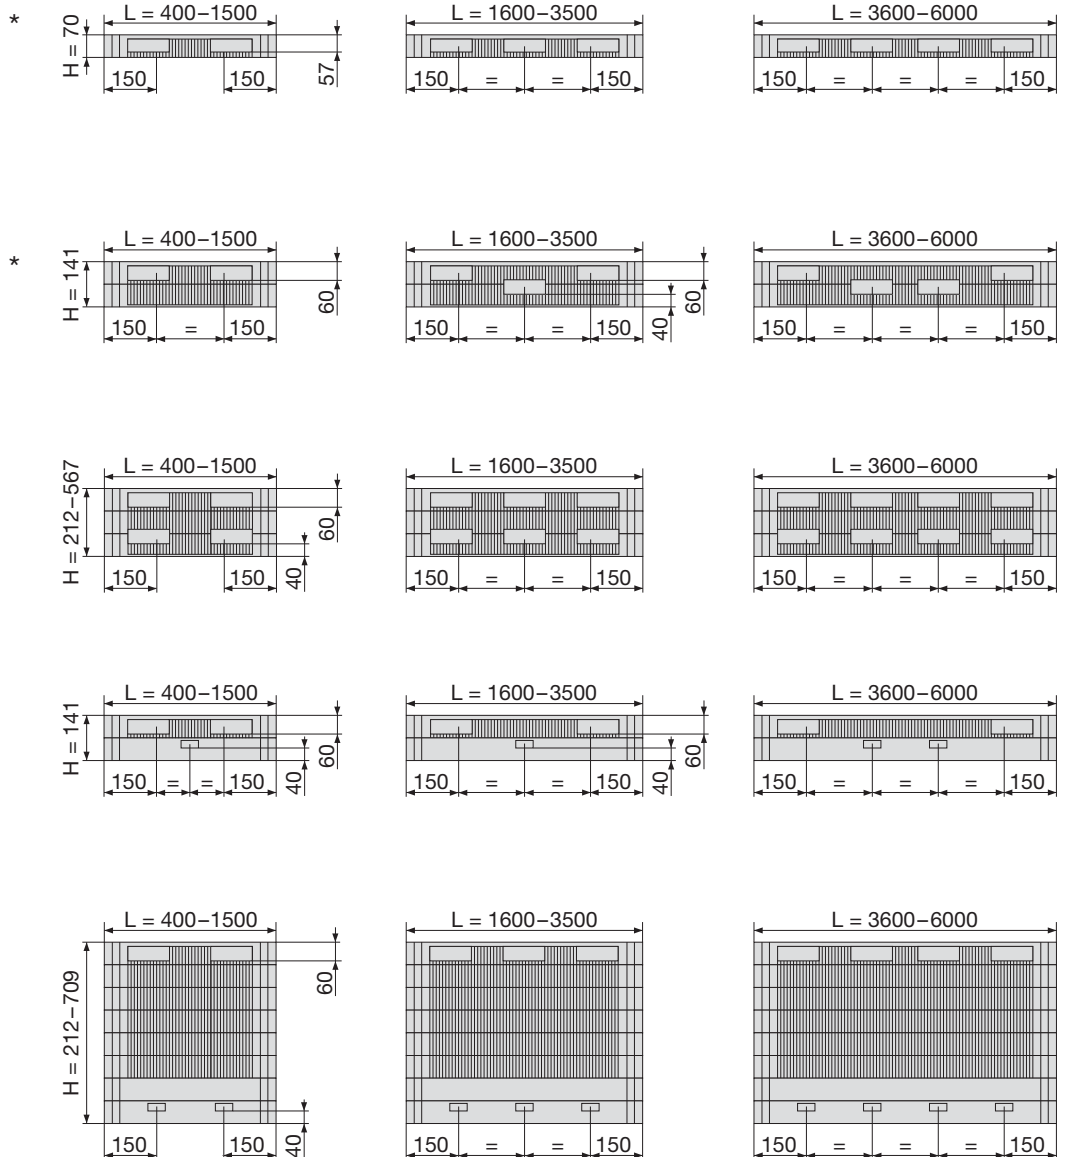 *
L = 400–1500 L = 1600–3500 L = 3600–6000
H = 70
57
150 150 150 = = 150 150 = = = 150
*
L = 400–1500 L = 1600–3500 L = 3600–6000
H = 141
60 60
40
150 = 150 150 = = 150 150 = = = 150
L = 400–1500 L = 1600–3500 L = 3600–6000
H = 212–567
60
40
150 150 150 = = 150 150 = = = 150
L = 400–1500 L = 1600–3500 L = 3600–6000
H = 141
60 60
40 40
150 = = 150 150 = = 150 150 = = = 150
L = 400–1500 L = 1600–3500 L = 3600–6000
H = 212–709
60
40
150 150 150 = = 150 150 = = = 150